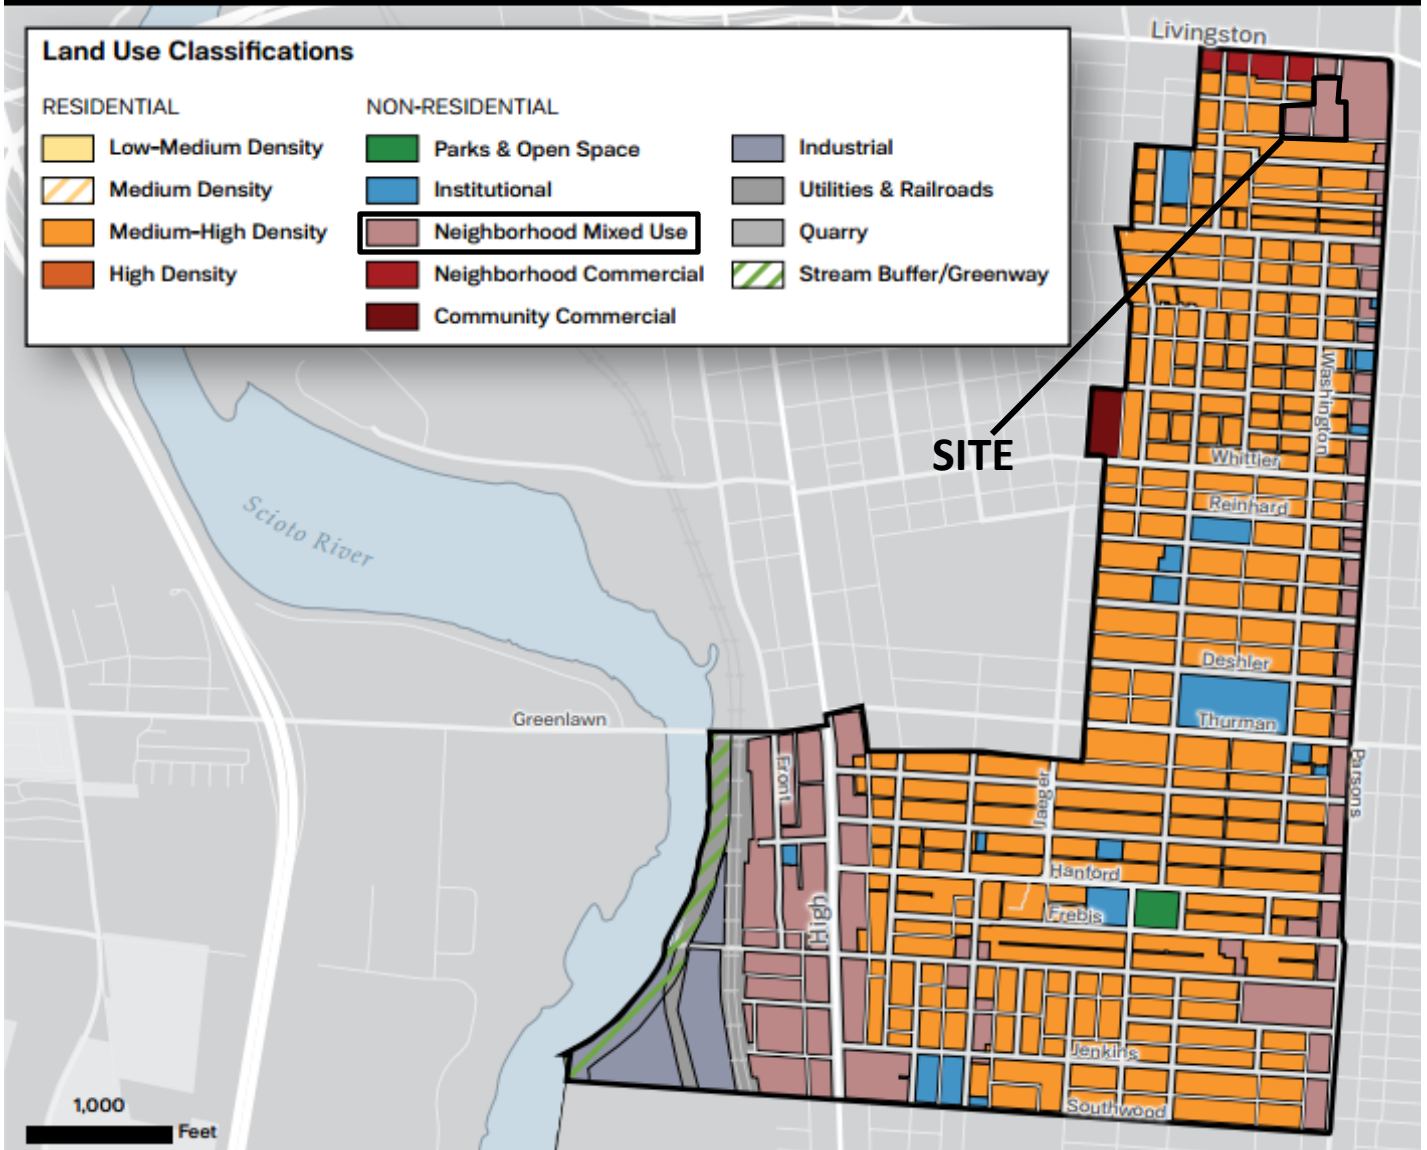 Livingston
Land Use Classifications
RESIDENTIAL
NON-RESIDENTIAL
Low-Medium Density
Parks & Open Space
Industrial
Medium Density
Institutional
Utilities & Railroads
Medium-High Density
Neighborhood Mixed Use
Quarry
High Density
Neighborhood Commercial
Stream Buffer/Greenway
Community Commercial
Washington
SITE
Whittier
Reinhard
Scioto River
Deshler
Greenlawn
Thurman
Front
Jaeger
Parsons
Hanford
High
Frebis
Jenkins
1,000
Feet
Southwood